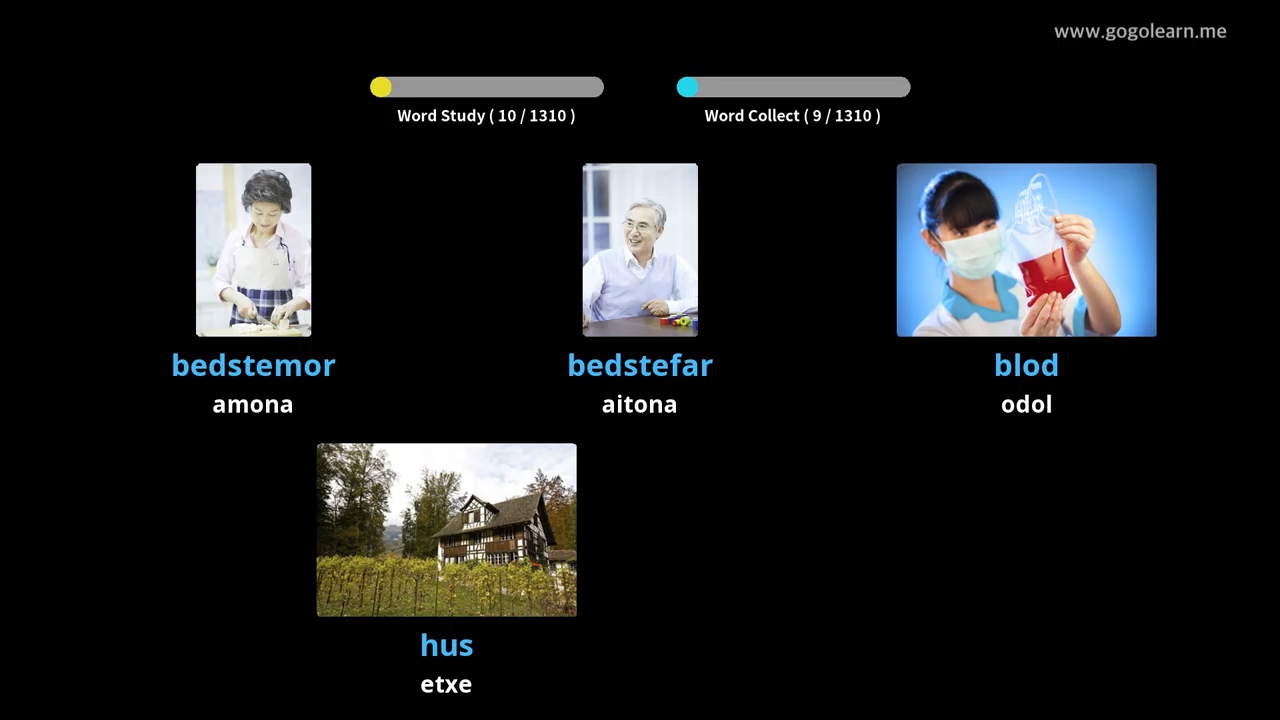 www.gogolearn.me
Word Study ( 10 / 1310 )
Word Collect ( 9 / 1310 )
bedstemor
amona
bedstefar
aitona
blod
odol
hus
etxe